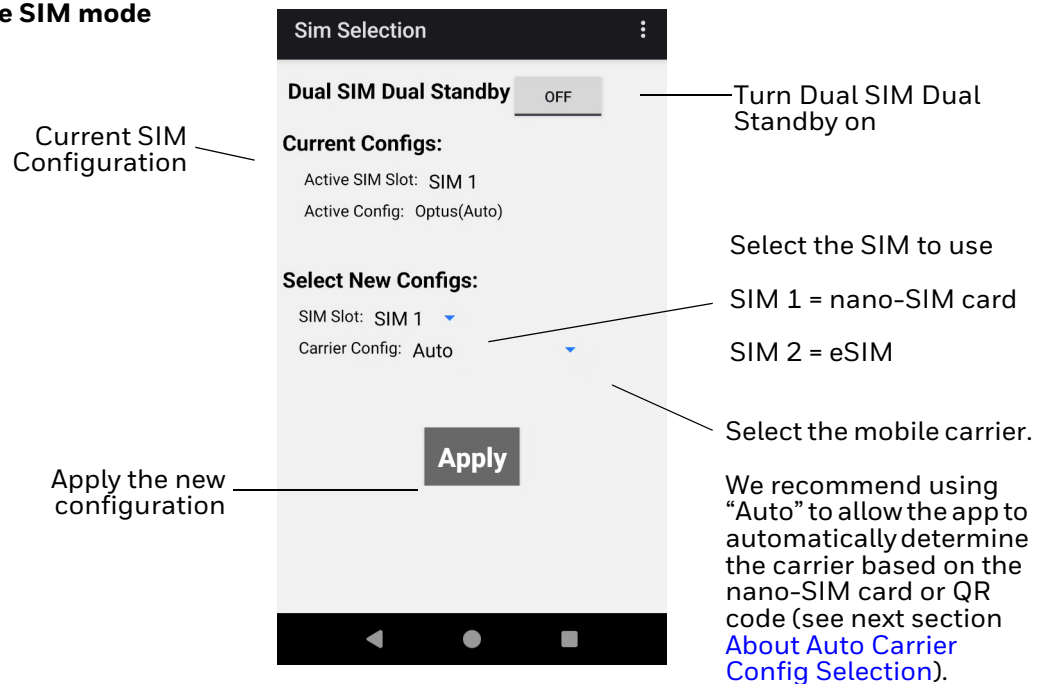 e SIM mode
Sim Selection
Dual SIM Dual Standby OFF
Turn Dual SIM Dual
Standby on
Current SIM
Configuration
Current Configs:
Active SIM Slot: SIM 1
Active Config: Optus(Auto)
Select New Configs:
SIM Slot: SIM 1
Carrier Config: Auto
Select the SIM to use
SIM 1 = nano-SIM card
SIM 2 = eSIM
Apply
Apply the new
configuration
Select the mobile carrier.
We recommend using
“Auto” to allow the app to
automatically determine
the carrier based on the
nano-SIM card or QR
code (see next section
About Auto Carrier
Config Selection).